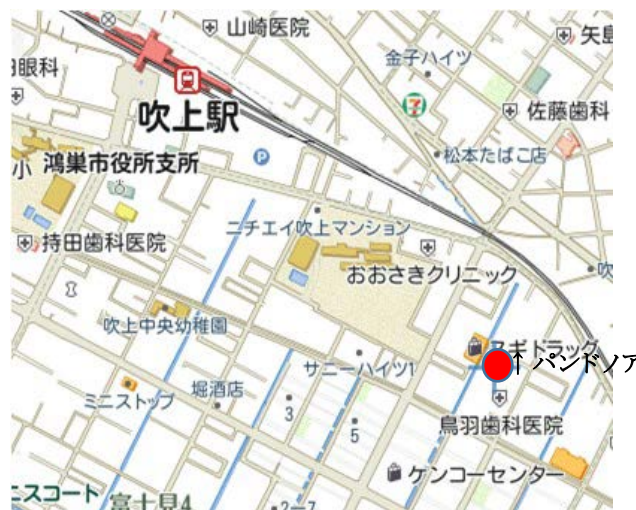 山崎医院
矢島
金子ハイツ
眼科
佐藤歯科
吹上駅
松本たばこ店
小 鴻巣市役所支所
P
ニチエイ吹上マンション
持田歯科医院
おおさきクリニック
吹
吹上中央幼稚園
スギドラッグ
↑ パンドノア
サニーハイツ1
ミニストップ
堀酒店
3
5
鳥羽歯科医院
ケンコーセンター
ニスコート
富士見4
2-7